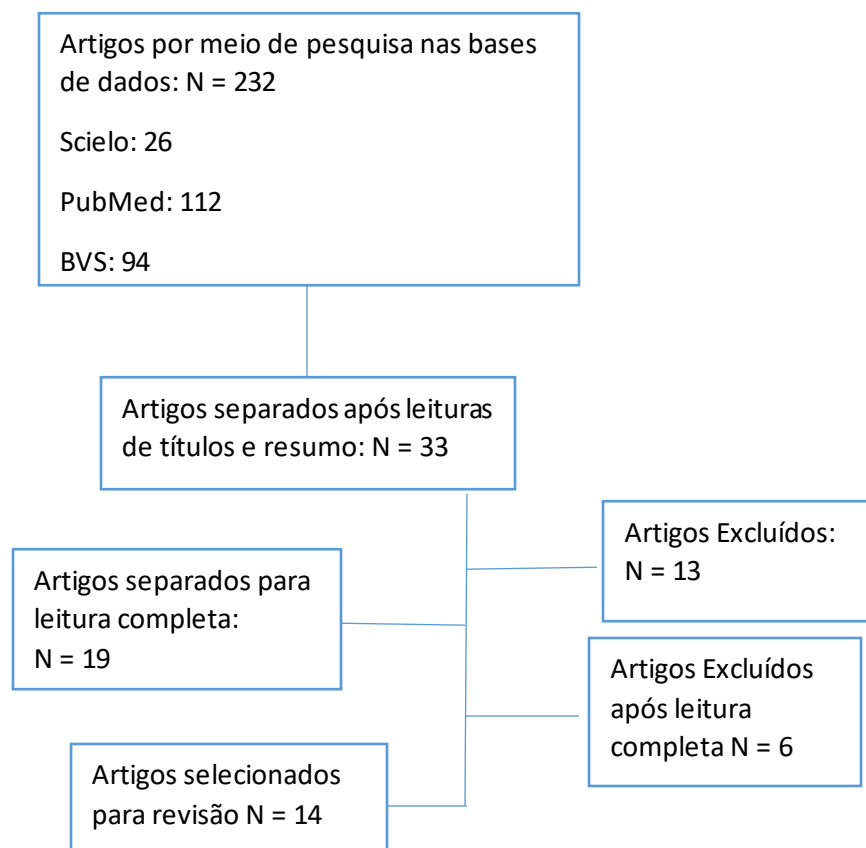 Artigos por meio de pesquisa nas bases
de dados: N = 232
Scielo: 26
PubMed: 112
BVS: 94
Artigos separados após leituras
de títulos e resumo: N = 33
Artigos Excluídos:
N = 13
Artigos separados para
leitura completa:
N = 19
Artigos Excluídos
após leitura
completa N = 6
Artigos selecionados
para revisão N = 14